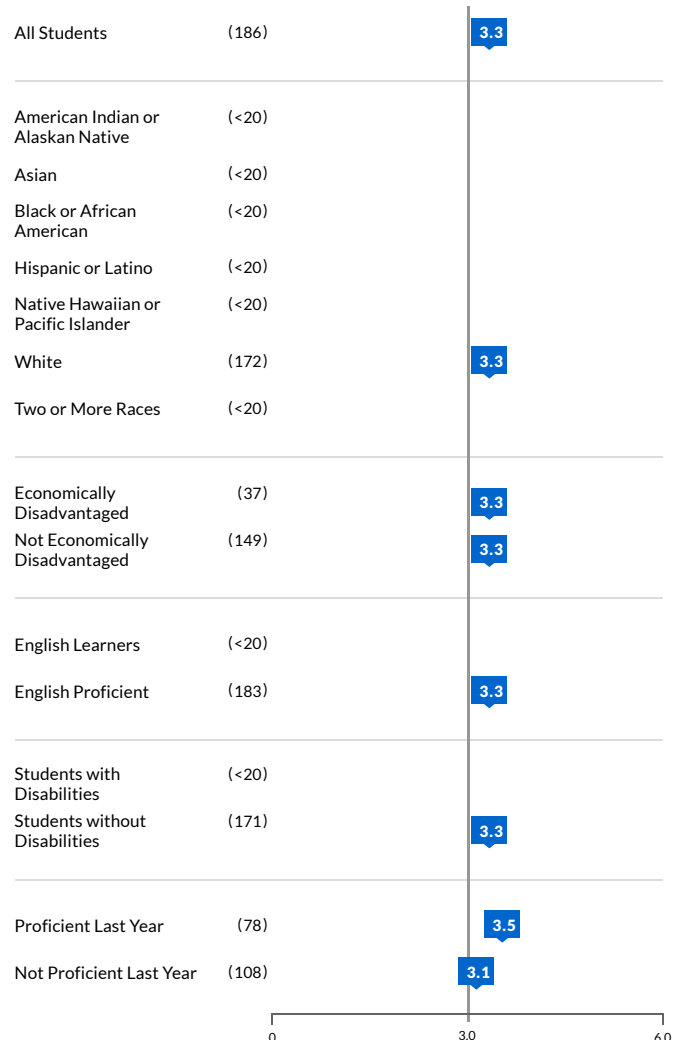 All Students (186) 3.3
American Indian or (<20)
Alaskan Native
Asian (<20)
Black or African (<20)
American
Hispanic or Latino (<20)
Native Hawaiian or (<20)
Pacific Islander
White (172) 3.3
Two or More Races (<20)
Economically (37) 3.3
Disadvantaged
Not Economically (149) 3.3
Disadvantaged
English Learners (<20)
English Proficient (183) 3.3
Students with (<20)
Disabilities
Students without (171) 3.3
Disabilities
Proficient Last Year (78) 3.5
Not Proficient Last Year (108) 3.1
0 3.0 6.0